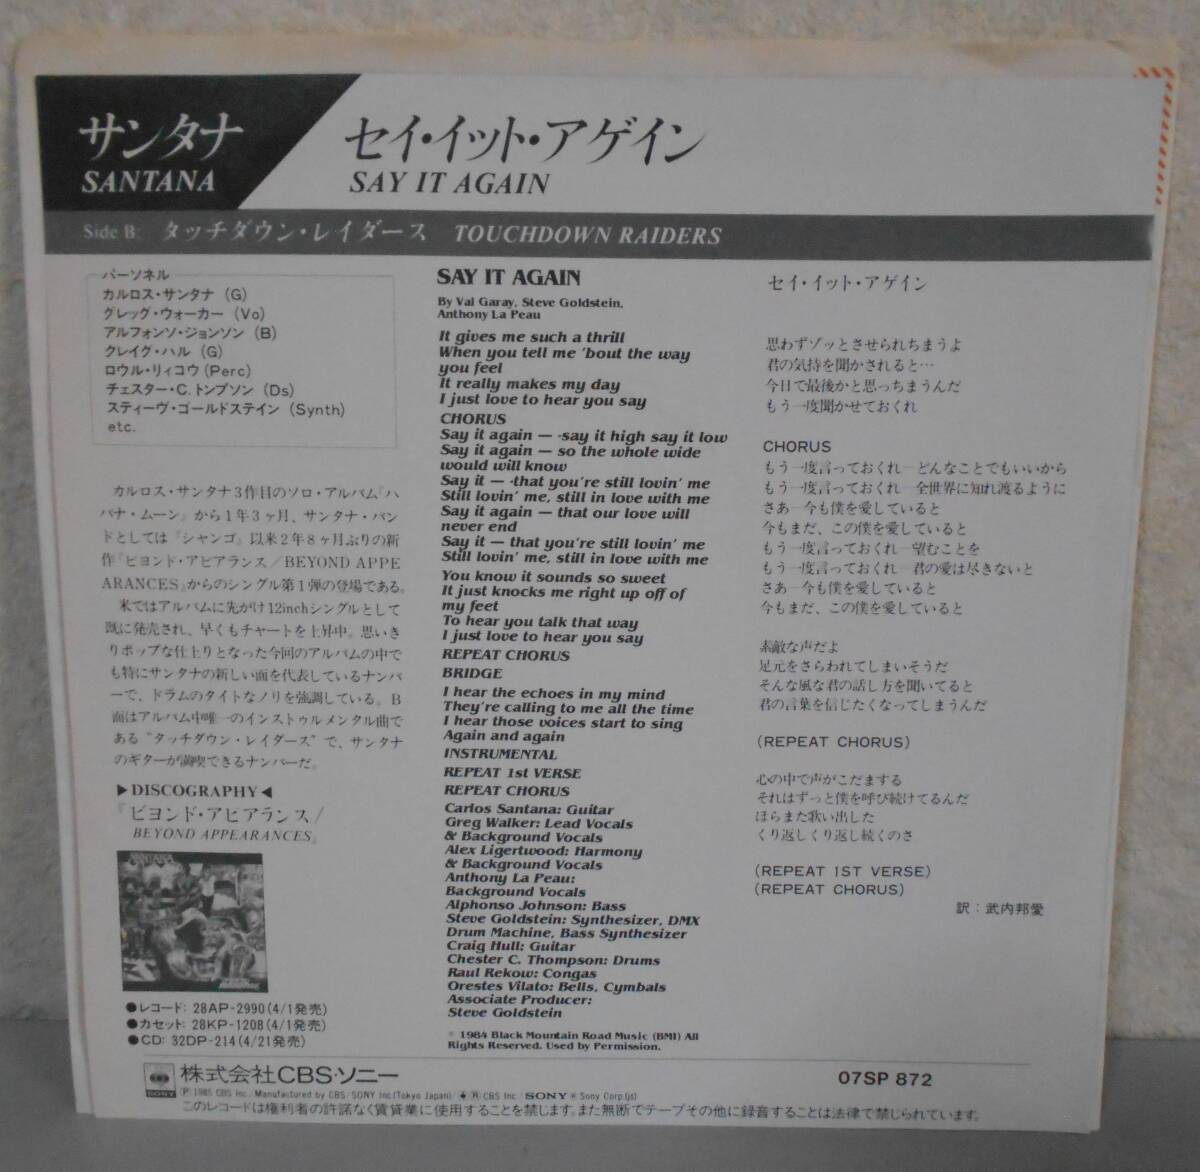 サンタナ
SANTANA
セイ・イット・アゲイン
SAY IT AGAIN
Side B: タッチダウン・レイダース TOUCHDOWN RAIDERS
パーソネル
カルロス・サンタナ (G)
グレッグ・ウォーカー (Vo)
アルフォンソ・ジョンソン (B)
クレイグ・ハル (G)
ロウル・リィコウ (Perc)
チェスター・C.トンプソン (Ds)
スティーヴ・ゴールドステイン (Synth)
etc.
カルロス・サンタナ3作目のソロ・アルバム『ハ
バナ・ムーン』から1年3ヶ月、サンタナ・バン
ドとしては『シャンゴ』以来2年8ヶ月ぶりの新
作『ビヨンド・アピアランス/BEYOND APPE
ARANCES』からのシングル第1弾の登場である。
米ではアルバムに先がけ12inchシングルとして
既に発売され、早くもチャートを上昇中。思いき
りポップな仕上りとなった今回のアルバムの中で
も特にサンタナの新しい面を代表しているナンバ
ーで、ドラムのタイトなノリを強調している。B
面はアルバム中唯一のインストゥルメンタル曲で
ある“タッチダウン・レイダース”で、サンタナ
のギターが満喫できるナンバーだ。
▶DISCOGRAPHY◀
『ビヨンド・アピアランス/
BEYOND APPEARANCES』
●レコード: 28AP-2990(4/1発売)
●カセット: 28KP-1208(4/1発売)
●CD: 32DP-214(4/21発売)
SAY IT AGAIN
By Val Garay, Steve Goldstein,
Anthony La Peau
It gives me such a thrill
When you tell me 'bout the way
you feel
It really makes my day
I just love to hear you say
CHORUS
Say it again — -say it high say it low
Say it again — so the whole wide
would will know
Say it — -that you're still lovin' me
Still lovin' me, still in love with me
Say it again — that our love will
never end
Say it — that you're still lovin' me
Still lovin' me, still in love with me
You know it sounds so sweet
It just knocks me right up off of
my feet
To hear you talk that way
I just love to hear you say
REPEAT CHORUS
BRIDGE
I hear the echoes in my mind
They're calling to me all the time
I hear those voices start to sing
Again and again
INSTRUMENTAL
REPEAT 1st VERSE
REPEAT CHORUS
Carlos Santana: Guitar
Greg Walker: Lead Vocals
& Background Vocals
Alex Ligertwood: Harmony
& Background Vocals
Anthony La Peau:
Background Vocals
Alphonso Johnson: Bass
Steve Goldstein: Synthesizer, DMX
Drum Machine, Bass Synthesizer
Craig Hull: Guitar
Chester C. Thompson: Drums
Raul Rekow: Congas
Orestes Vilato: Bells, Cymbals
Associate Producer:
Steve Goldstein
© 1984 Black Mountain Road Music (BMI) All
Rights Reserved. Used by Permission.
セイ・イット・アゲイン
思わずゾッとさせられちまうよ
君の気持を聞かされると…
今日で最後かと思っちまうんだ
もう一度聞かせておくれ
CHORUS
もう一度言っておくれ—どんなことでもいいから
もう一度言っておくれ—全世界に知れ渡るように
さあ—今も僕を愛していると
今もまだ、この僕を愛していると
もう一度言っておくれ—望むことを
もう一度言っておくれ—君の愛は尽きないと
さあ—今も僕を愛していると
今もまだ、この僕を愛していると
素敵な声だよ
足元をさらわれてしまいそうだ
そんな風な君の話し方を聞いてると
君の言葉を信じたくなってしまうんだ
(REPEAT CHORUS)
心の中で声がこだまする
それはずっと僕を呼び続けてるんだ
ほらまた歌い出した
くり返しくり返し続くのさ
(REPEAT 1ST VERSE)
(REPEAT CHORUS)
訳：武内邦愛
SONY 株式会社CBS・ソニー
07SP 872
Ⓟ1985 CBS Inc./Manufactured by CBS/SONY Inc.(Tokyo Japan)/ ® CBS Inc./SONY ® Sony Corp.(js)
このレコードは権利者の許諾なく賃貸業に使用することを禁じます。また無断でテープその他に録音することは法律で禁じられています。